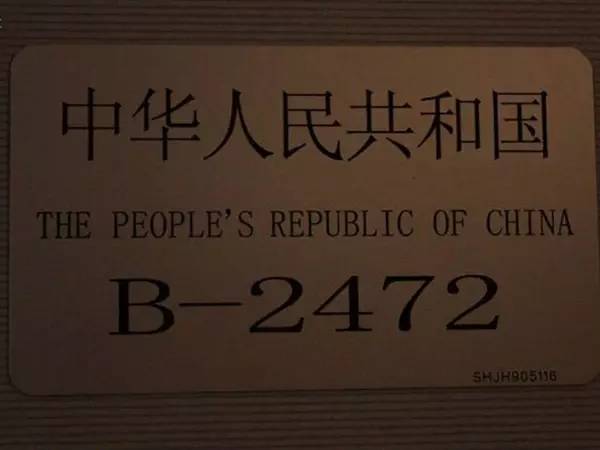 中华人民共和国
THE PEOPLE'S REPUBLIC OF CHINA
B-2472
SHJH905116